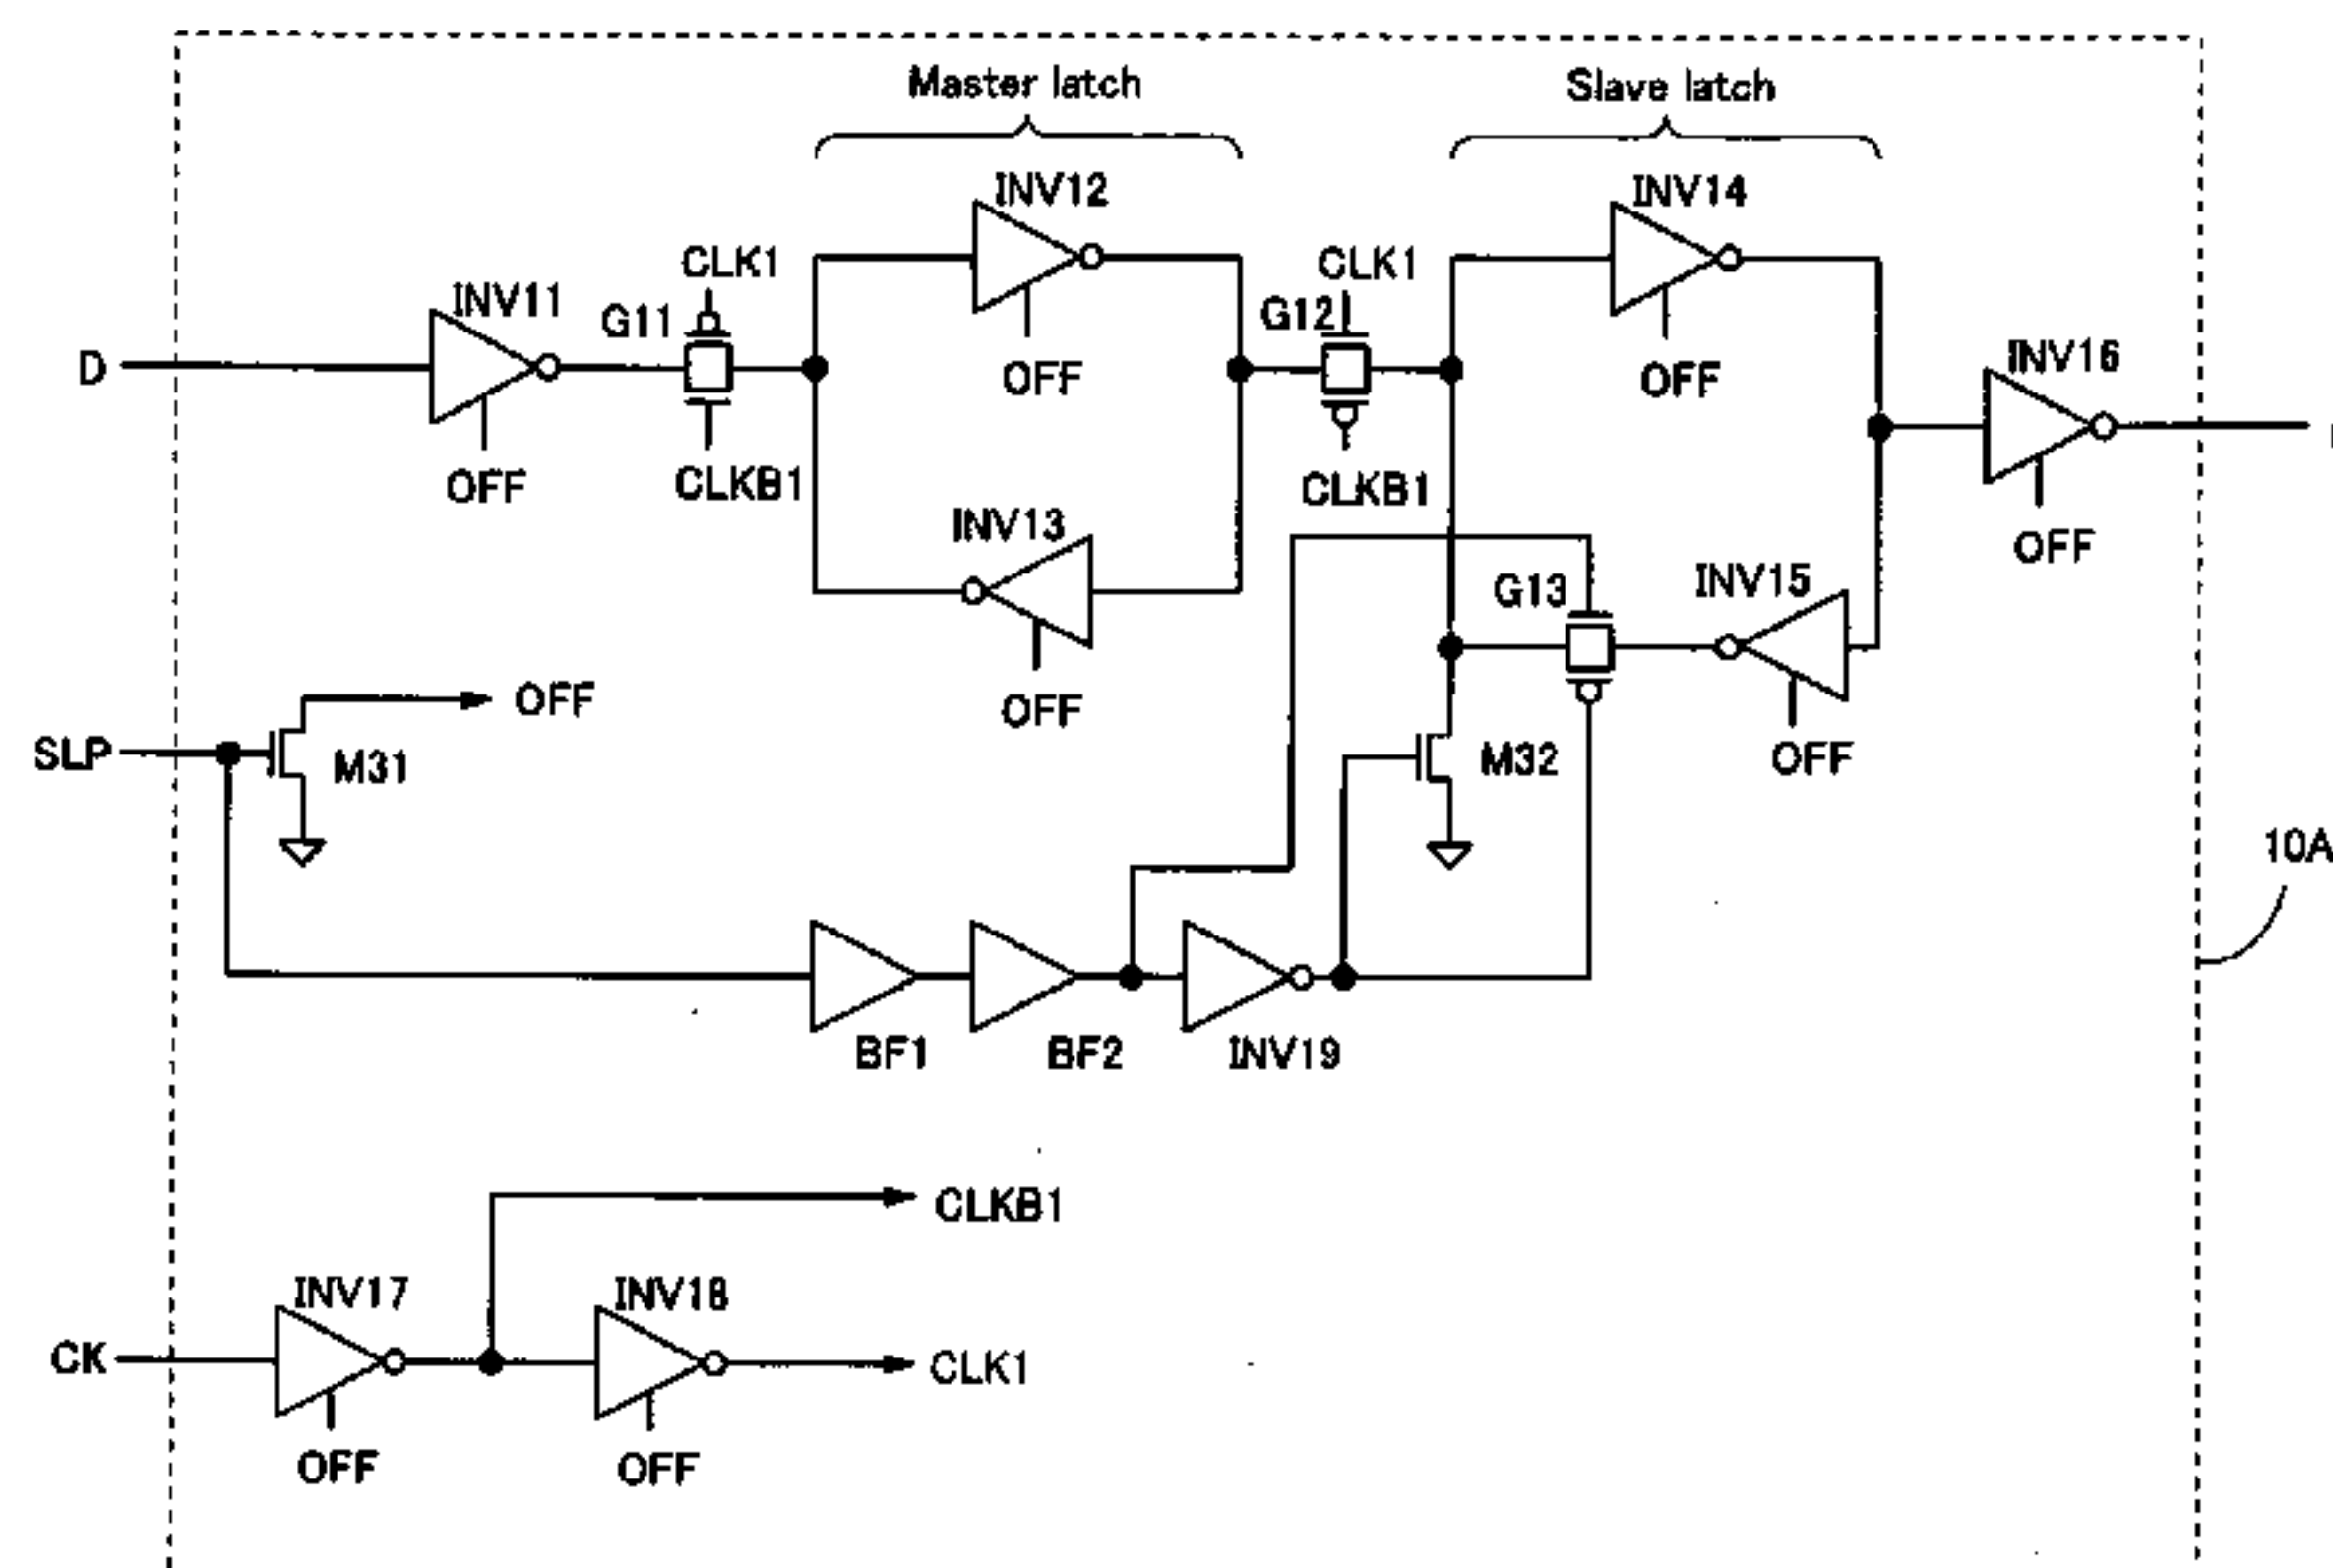 Master latch
Slave latch
INV12
INV14
CLK1
CLK1
INV11
G11
G12
INV16
D
OFF
OFF
OFF
CLKB1
CLKB1
INV13
OFF
G13
INV15
OFF
OFF
SLP
M31
M32
OFF
10A
BF1
BF2
INV19
CLKB1
INV17
INV18
CK
CLK1
OFF
OFF